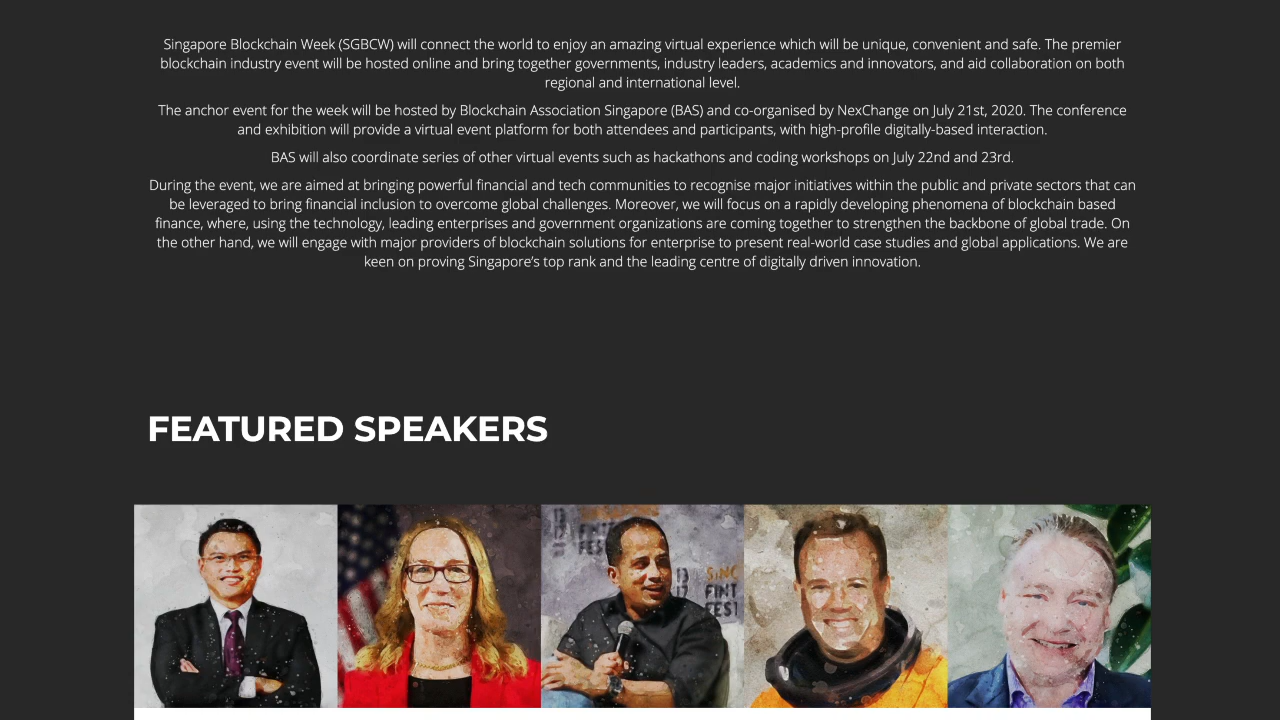 Singapore Blockchain Week (SGBCW) will connect the world to enjoy an amazing virtual experience which will be unique, convenient and safe. The premier
blockchain industry event will be hosted online and bring together governments, industry leaders, academics and innovators, and aid collaboration on both
regional and international level.
The anchor event for the week will be hosted by Blockchain Association Singapore (BAS) and co-organised by NexChange on July 21st, 2020. The conference
and exhibition will provide a virtual event platform for both attendees and participants, with high-profile digitally-based interaction.
BAS will also coordinate series of other virtual events such as hackathons and coding workshops on July 22nd and 23rd.
During the event, we are aimed at bringing powerful financial and tech communities to recognise major initiatives within the public and private sectors that can
be leveraged to bring financial inclusion to overcome global challenges. Moreover, we will focus on a rapidly developing phenomena of blockchain based
finance, where, using the technology, leading enterprises and government organizations are coming together to strengthen the backbone of global trade. On
the other hand, we will engage with major providers of blockchain solutions for enterprise to present real-world case studies and global applications. We are
keen on proving Singapore's top rank and the leading centre of digitally driven innovation.
FEATURED SPEAKERS